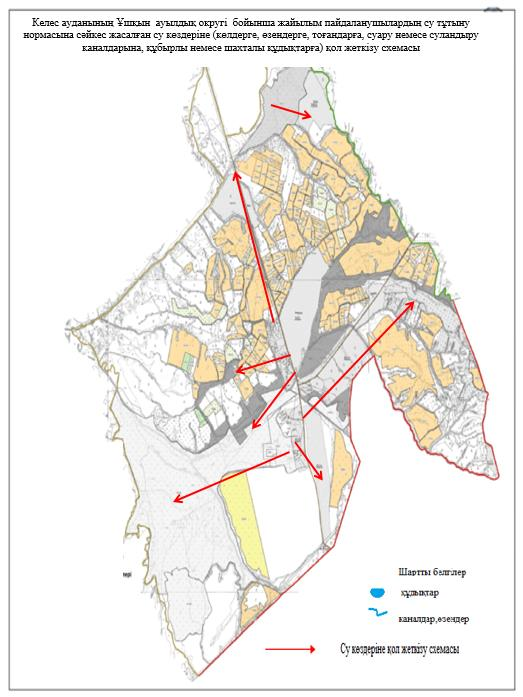 Келес ауданының Ұшқын ауылдық округі бойынша жайылым пайдаланушылардың су тұтыну
нормасына сәйкес жасалған су көздеріне (көлдерге, өзендерге, тоғандарға, суару немесе суландыру
каналдарына, құбырлы немесе шахталы құдықтарға) қол жеткізу схемасы
Шартты белгілер
құдықтар
каналдар,өзендер
Су көздеріне қол жеткізу схемасы